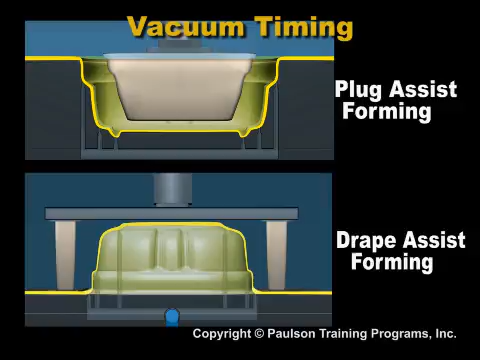 Vacuum Timing
Plug Assist
Forming
Drape Assist
Forming
Copyright © Paulson Training Programs, Inc.